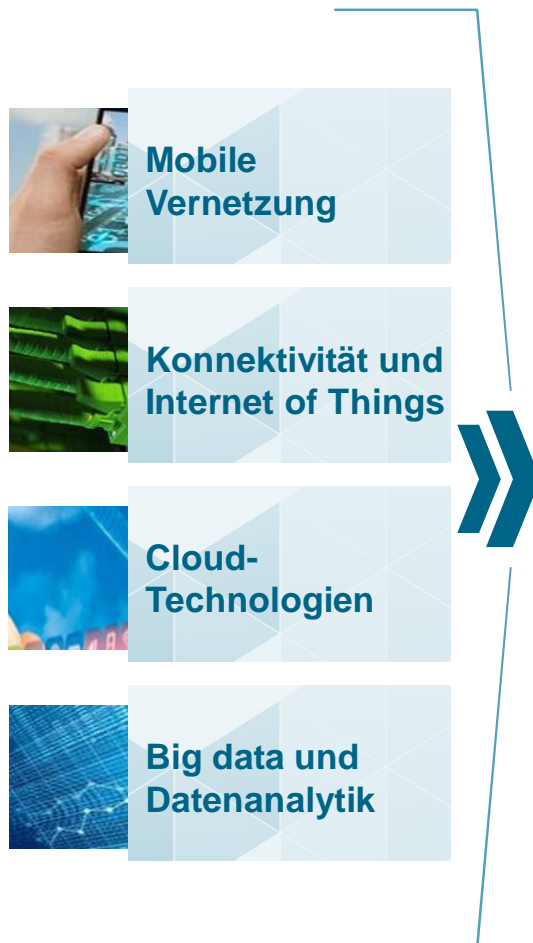 Mobile
Vernetzung
Konnektivität und
Internet of Things
Cloud-
Technologien
Big data und
Datenanalytik